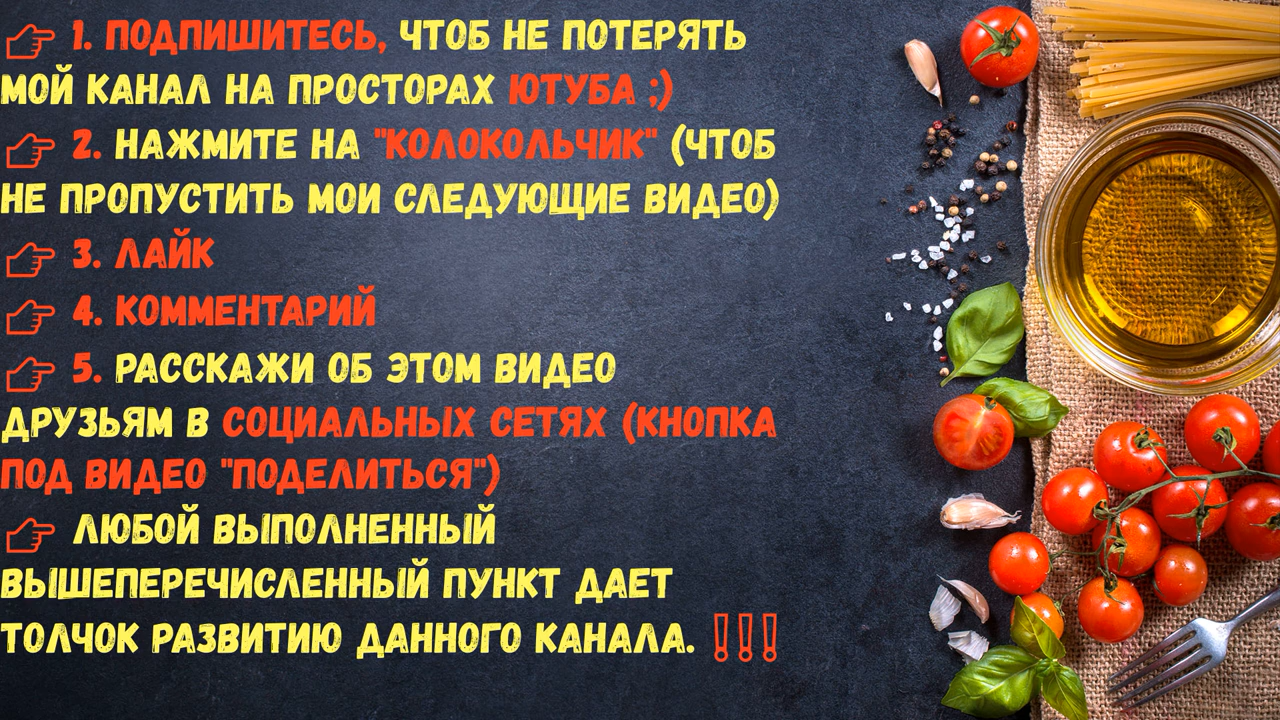 👉 1. ПОДПИШИТЕСЬ, ЧТОБ НЕ ПОТЕРЯТЬ
МОЙ КАНАЛ НА ПРОСТОРАХ ЮТУБА ;)
👉 2. НАЖМИТЕ НА "КОЛОКОЛЬЧИК" (ЧТОБ
НЕ ПРОПУСТИТЬ МОИ СЛЕДУЮЩИЕ ВИДЕО)
👉 3. ЛАЙК
👉 4. КОММЕНТАРИЙ
👉 5. РАССКАЖИ ОБ ЭТОМ ВИДЕО
ДРУЗЬЯМ В СОЦИАЛЬНЫХ СЕТЯХ (КНОПКА
ПОД ВИДЕО "ПОДЕЛИТЬСЯ")
👉 ЛЮБОЙ ВЫПОЛНЕННЫЙ
ВЫШЕПЕРЕЧИСЛЕННЫЙ ПУНКТ ДАЕТ
ТОЛЧОК РАЗВИТИЮ ДАННОГО КАНАЛА. ❗❗❗